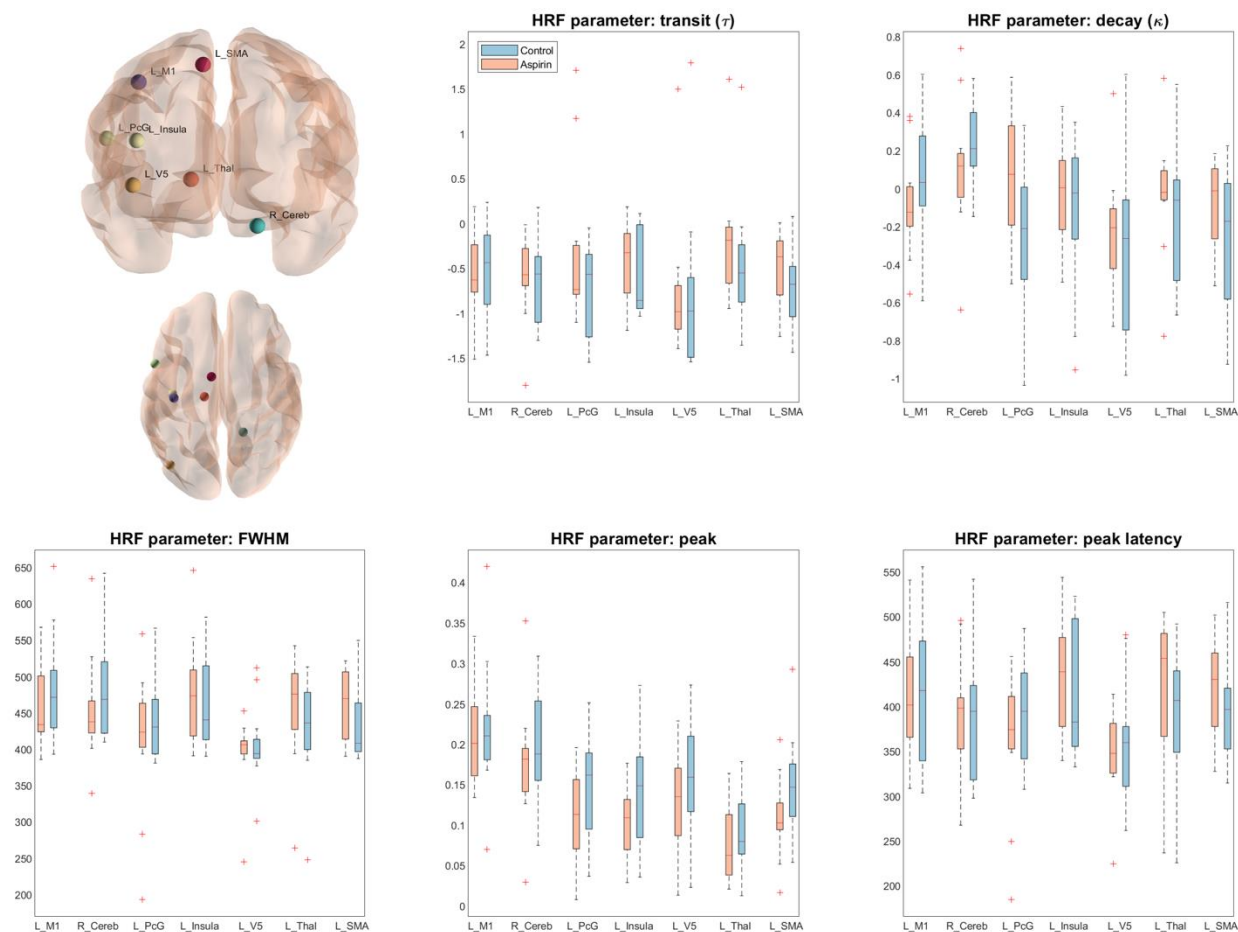 L_SMA
L_M1
L_PcG L_Insula
L_V5 L_Thal
R_Cereb
HRF parameter: transit (τ)
Control
Aspirin
2
1.5
1
0.5
0
-0.5
-1
-1.5
L_M1 R_Cereb L_PcG L_Insula L_V5 L_Thal L_SMA
HRF parameter: decay (κ)
0.8
0.6
0.4
0.2
0
-0.2
-0.4
-0.6
-0.8
-1
L_M1 R_Cereb L_PcG L_Insula L_V5 L_Thal L_SMA
HRF parameter: FWHM
650
600
550
500
450
400
350
300
250
200
L_M1 R_Cereb L_PcG L_Insula L_V5 L_Thal L_SMA
HRF parameter: peak
0.4
0.35
0.3
0.25
0.2
0.15
0.1
0.05
0
L_M1 R_Cereb L_PcG L_Insula L_V5 L_Thal L_SMA
HRF parameter: peak latency
550
500
450
400
350
300
250
200
L_M1 R_Cereb L_PcG L_Insula L_V5 L_Thal L_SMA